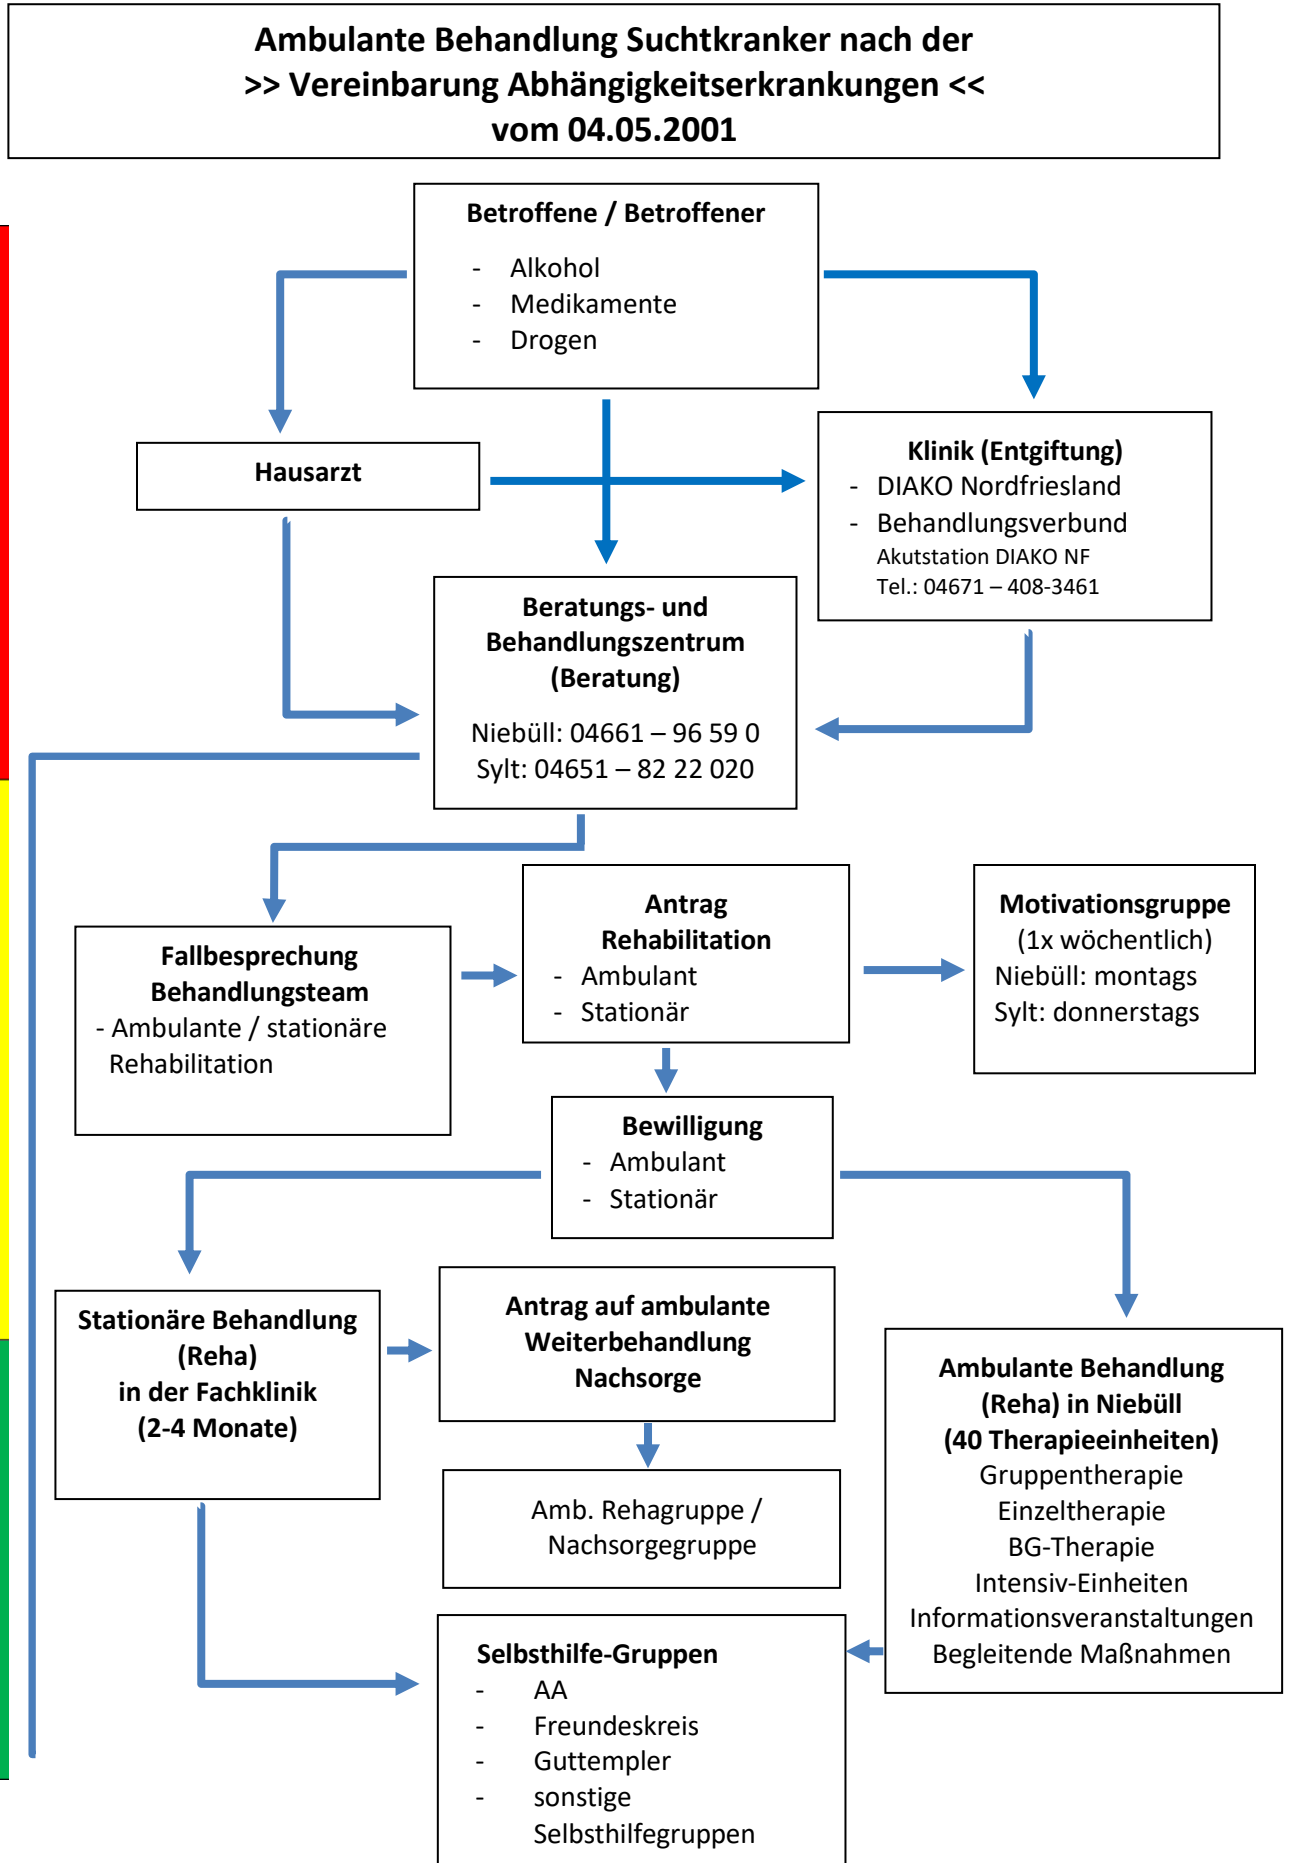 Ambulante Behandlung Suchtkranker nach der
>> Vereinbarung Abhängigkeitserkrankungen <<
vom 04.05.2001
Betroffene / Betroffener
- Alkohol
- Medikamente
- Drogen
Hausarzt
Klinik (Entgiftung)
- DIAKO Nordfriesland
- Behandlungsverbund
Akutstation DIAKO NF
Tel.: 04671 – 408-3461
Beratungs- und
Behandlungszentrum
(Beratung)
Niebüll: 04661 – 96 59 0
Sylt: 04651 – 82 22 020
Fallbesprechung
Behandlungsteam
- Ambulante / stationäre
Rehabilitation
Antrag
Rehabilitation
- Ambulant
- Stationär
Motivationsgruppe
(1x wöchentlich)
Niebüll: montags
Sylt: donnerstags
Bewilligung
- Ambulant
- Stationär
Stationäre Behandlung
(Reha)
in der Fachklinik
(2-4 Monate)
Antrag auf ambulante
Weiterbehandlung
Nachsorge
Amb. Rehagruppe /
Nachsorgegruppe
Ambulante Behandlung
(Reha) in Niebüll
(40 Therapieeinheiten)
Gruppentherapie
Einzeltherapie
BG-Therapie
Intensiv-Einheiten
Informationsveranstaltungen
Begleitende Maßnahmen
Selbsthilfe-Gruppen
- AA
- Freundeskreis
- Guttempler
- sonstige
Selbsthilfegruppen